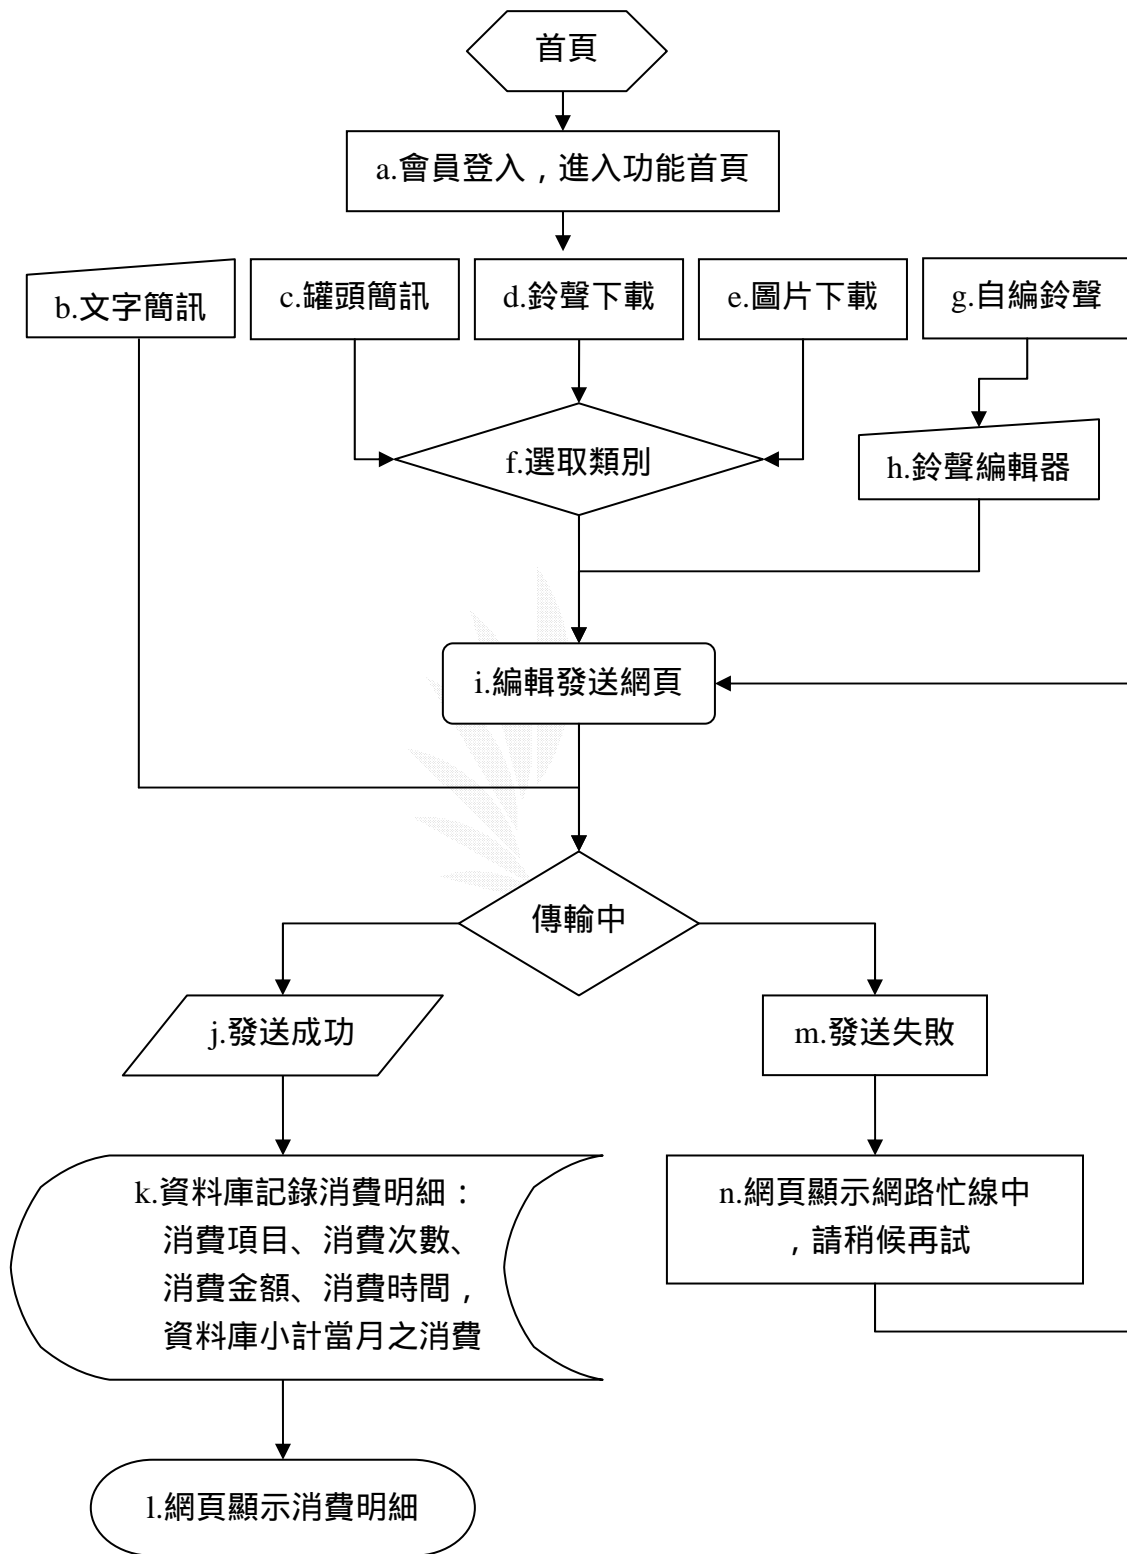 首頁
a.會員登入，進入功能首頁
b.文字簡訊
c.罐頭簡訊
d.鈴聲下載
e.圖片下載
g.自編鈴聲
f.選取類別
h.鈴聲編輯器
i.編輯發送網頁
傳輸中
j.發送成功
m.發送失敗
k.資料庫記錄消費明細：
消費項目、消費次數、
消費金額、消費時間，
資料庫小計當月之消費
n.網頁顯示網路忙線中
，請稍候再試
l.網頁顯示消費明細